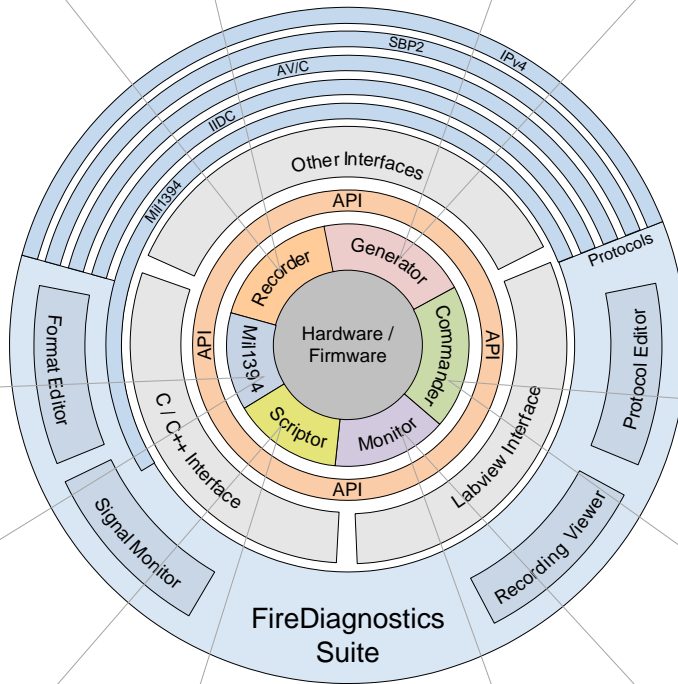 SBP2
IPv4
AV/C
IIDC
Mil1394
Other Interfaces
Protocols
API
Generator
Recorder
Hardware /
Firmware
Commander
Mil1394
Scriptor
Monitor
API
API
API
Format Editor
Protocol Editor
C / C++ Interface
Labview Interface
Signal Monitor
Recording Viewer
FireDiagnostics
Suite